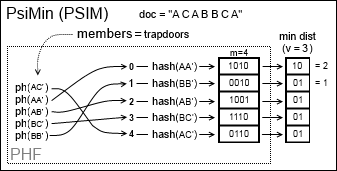 PsiMin (PSIM)
doc = "A C A B B C A"
members = trapdoors
m=4
min dist
(v = 3)
ph(AC') 0 hash(AA') 1010 10 = 2
ph(AA') 1 hash(BB') 0010 01 = 1
ph(AB') 2 hash(AB') 1001 01
ph(BC') 3 hash(BC') 1110 01
ph(BB') 4 hash(AC') 0110 01
PHF